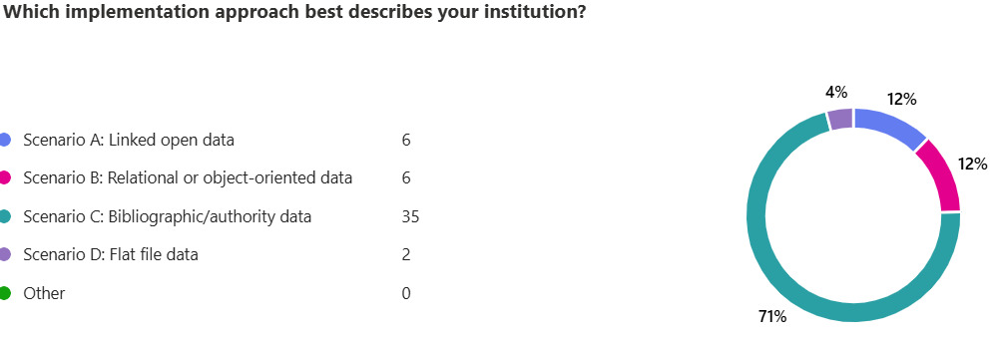 Which implementation approach best describes your institution?
Scenario A: Linked open data 6
Scenario B: Relational or object-oriented data 6
Scenario C: Bibliographic/authority data 35
Scenario D: Flat file data 2
Other 0
4%
12%
12%
71%